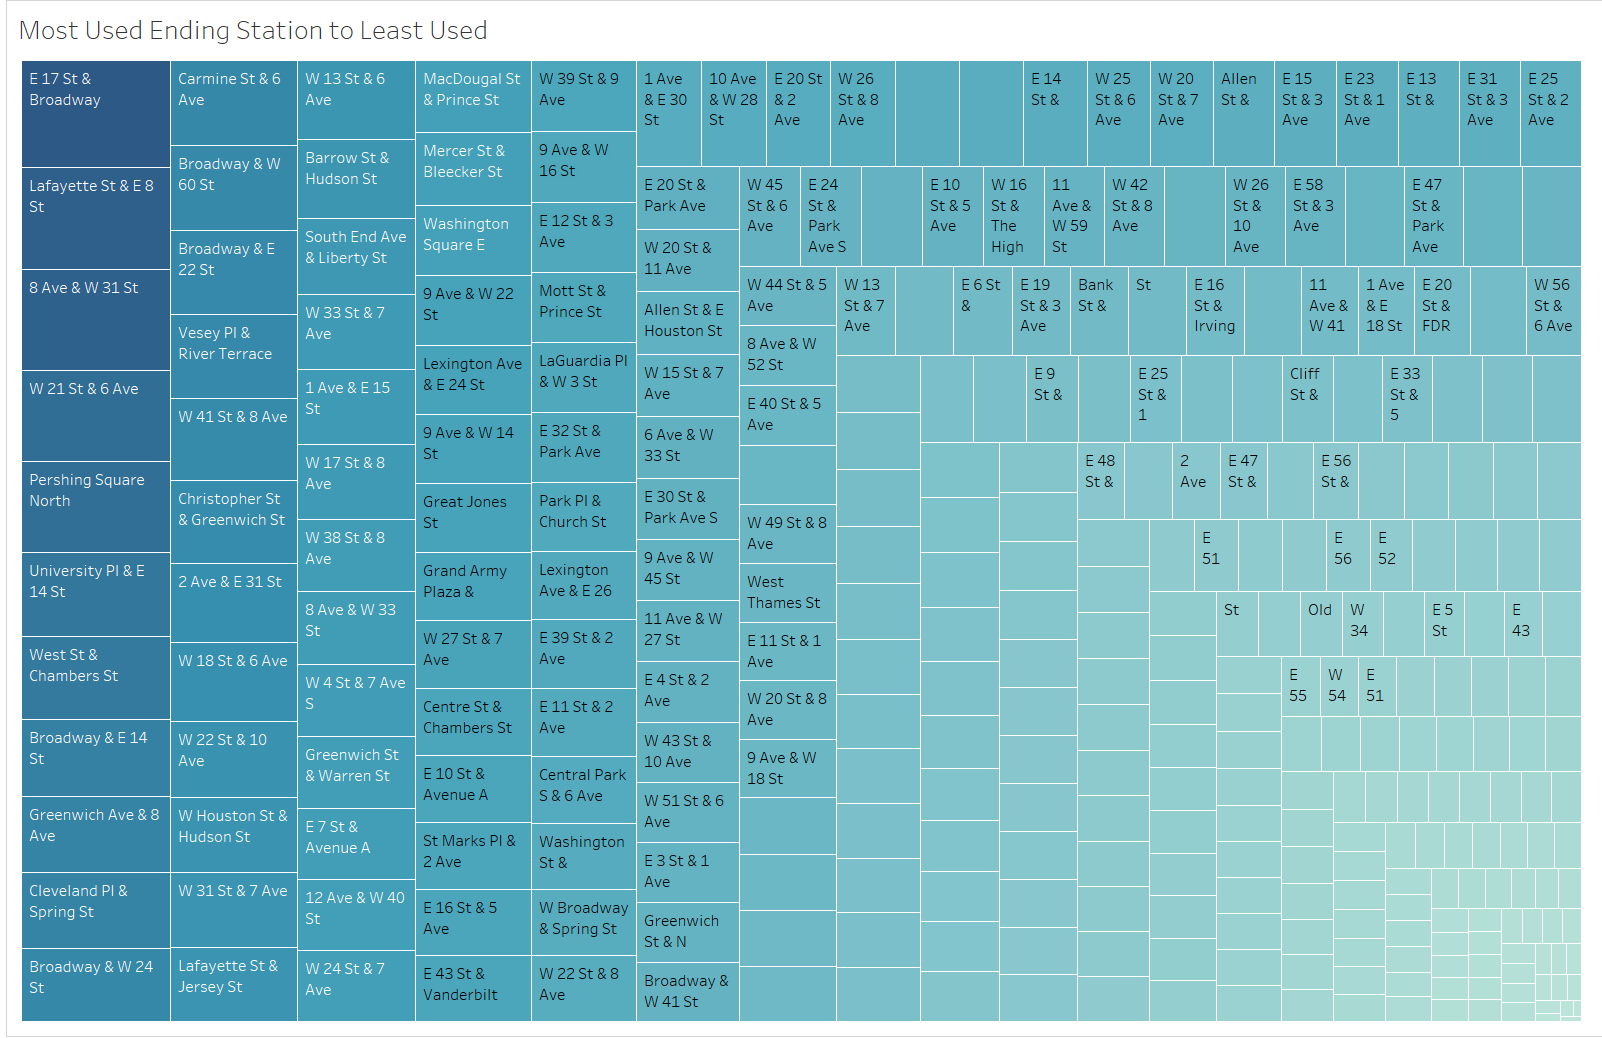 Most Used Ending Station to Least Used
E 17 St &
Broadway
Lafayette St & E 8
St
8 Ave & W 31 St
W 21 St & 6 Ave
Pershing Square
North
University Pl & E
14 St
West St &
Chambers St
Broadway & E 14
St
Greenwich Ave & 8
Ave
Cleveland Pl &
Spring St
Broadway & W 24
St
Carmine St & 6
Ave
Broadway & W
60 St
Broadway & E
22 St
Vesey Pl &
River Terrace
W 41 St & 8 Ave
Christopher St
& Greenwich St
2 Ave & E 31 St
W 18 St & 6 Ave
W 22 St & 10
Ave
W Houston St &
Hudson St
W 31 St & 7 Ave
Lafayette St &
Jersey St
W 13 St & 6
Ave
Barrow St &
Hudson St
South End Ave
& Liberty St
W 33 St & 7
Ave
1 Ave & E 15
St
W 17 St & 8
Ave
W 38 St & 8
Ave
8 Ave & W 33
St
W 4 St & 7 Ave
S
Greenwich St
& Warren St
E 7 St &
Avenue A
12 Ave & W 40
St
W 24 St & 7
Ave
MacDougal St
& Prince St
Mercer St &
Bleecker St
Washington
Square E
9 Ave & W 22
St
Lexington Ave
& E 24 St
9 Ave & W 14
St
Great Jones
St
Grand Army
Plaza &
W 27 St & 7
Ave
Centre St &
Chambers St
E 10 St &
Avenue A
St Marks Pl &
2 Ave
E 16 St & 5
Ave
E 43 St &
Vanderbilt
W 39 St & 9
Ave
9 Ave & W
16 St
E 12 St & 3
Ave
Mott St &
Prince St
LaGuardia Pl
& W 3 St
E 32 St &
Park Ave
Park Pl &
Church St
Lexington
Ave & E 26
E 39 St & 2
Ave
E 11 St & 2
Ave
Central Park
S & 6 Ave
Washington
St &
W Broadway
& Spring St
W 22 St & 8
Ave
1 Ave
& E 30
St
10 Ave
& W 28
St
E 20 St
& 2
Ave
W 26
St & 8
Ave
E 14
St &
W 25
St & 6
Ave
W 20
St & 7
Ave
Allen
St &
E 15
St & 3
Ave
E 23
St & 1
Ave
E 13
St &
E 31
St & 3
Ave
E 25
St & 2
Ave
E 20 St &
Park Ave
W 20 St &
11 Ave
Allen St & E
Houston St
W 15 St & 7
Ave
6 Ave & W
33 St
E 30 St &
Park Ave S
9 Ave & W
45 St
11 Ave & W
27 St
E 4 St & 2
Ave
W 43 St &
10 Ave
W 51 St & 6
Ave
E 3 St & 1
Ave
Greenwich
St & N
Broadway &
W 41 St
W 45
St & 6
Ave
E 24
St &
Park
Ave S
E 10
St & 5
Ave
W 16
St &
The
High
11
Ave &
W 59
St
W 42
St & 8
Ave
W 26
St &
10
Ave
E 58
St & 3
Ave
E 47
St &
Park
Ave
W 44 St & 5
Ave
8 Ave & W
52 St
E 40 St & 5
Ave
W 49 St & 8
Ave
West
Thames St
E 11 St & 1
Ave
W 20 St & 8
Ave
9 Ave & W
18 St
W 13
St & 7
Ave
E 6 St
&
E 19
St & 3
Ave
Bank
St &
St
E 16
St &
Irving
11
Ave &
W 41
1 Ave
& E
18 St
E 20
St &
FDR
W 56
St &
6 Ave
E 9
St &
E 25
St &
1
Cliff
St &
E 33
St &
5
E 48
St &
2
Ave
E 47
St &
E 56
St &
E
51
E
56
E
52
St
Old
W
34
E 5
St
E
43
E
55
W
54
E
51